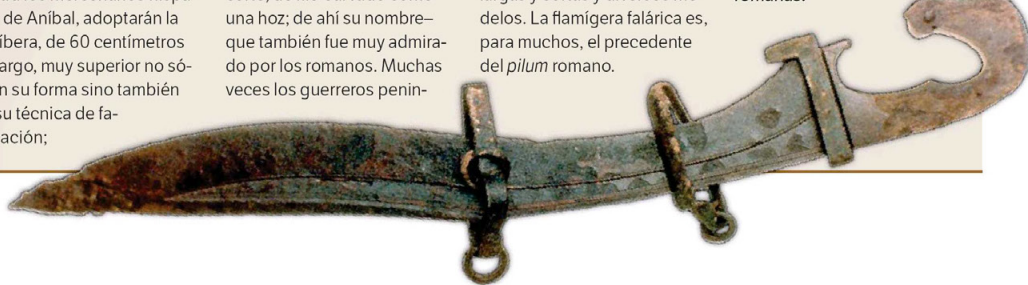 de Aníbal, adoptarán la
íbera, de 60 centímetros
argo, muy superior no só-
n su forma sino también
su técnica de fa-
ación;
una hoz; de ahí su nombre–
que también fue muy admira-
do por los romanos. Muchas
veces los guerreros penin-
delos. La flamígera falárica es,
para muchos, el precedente
del pilum romano.